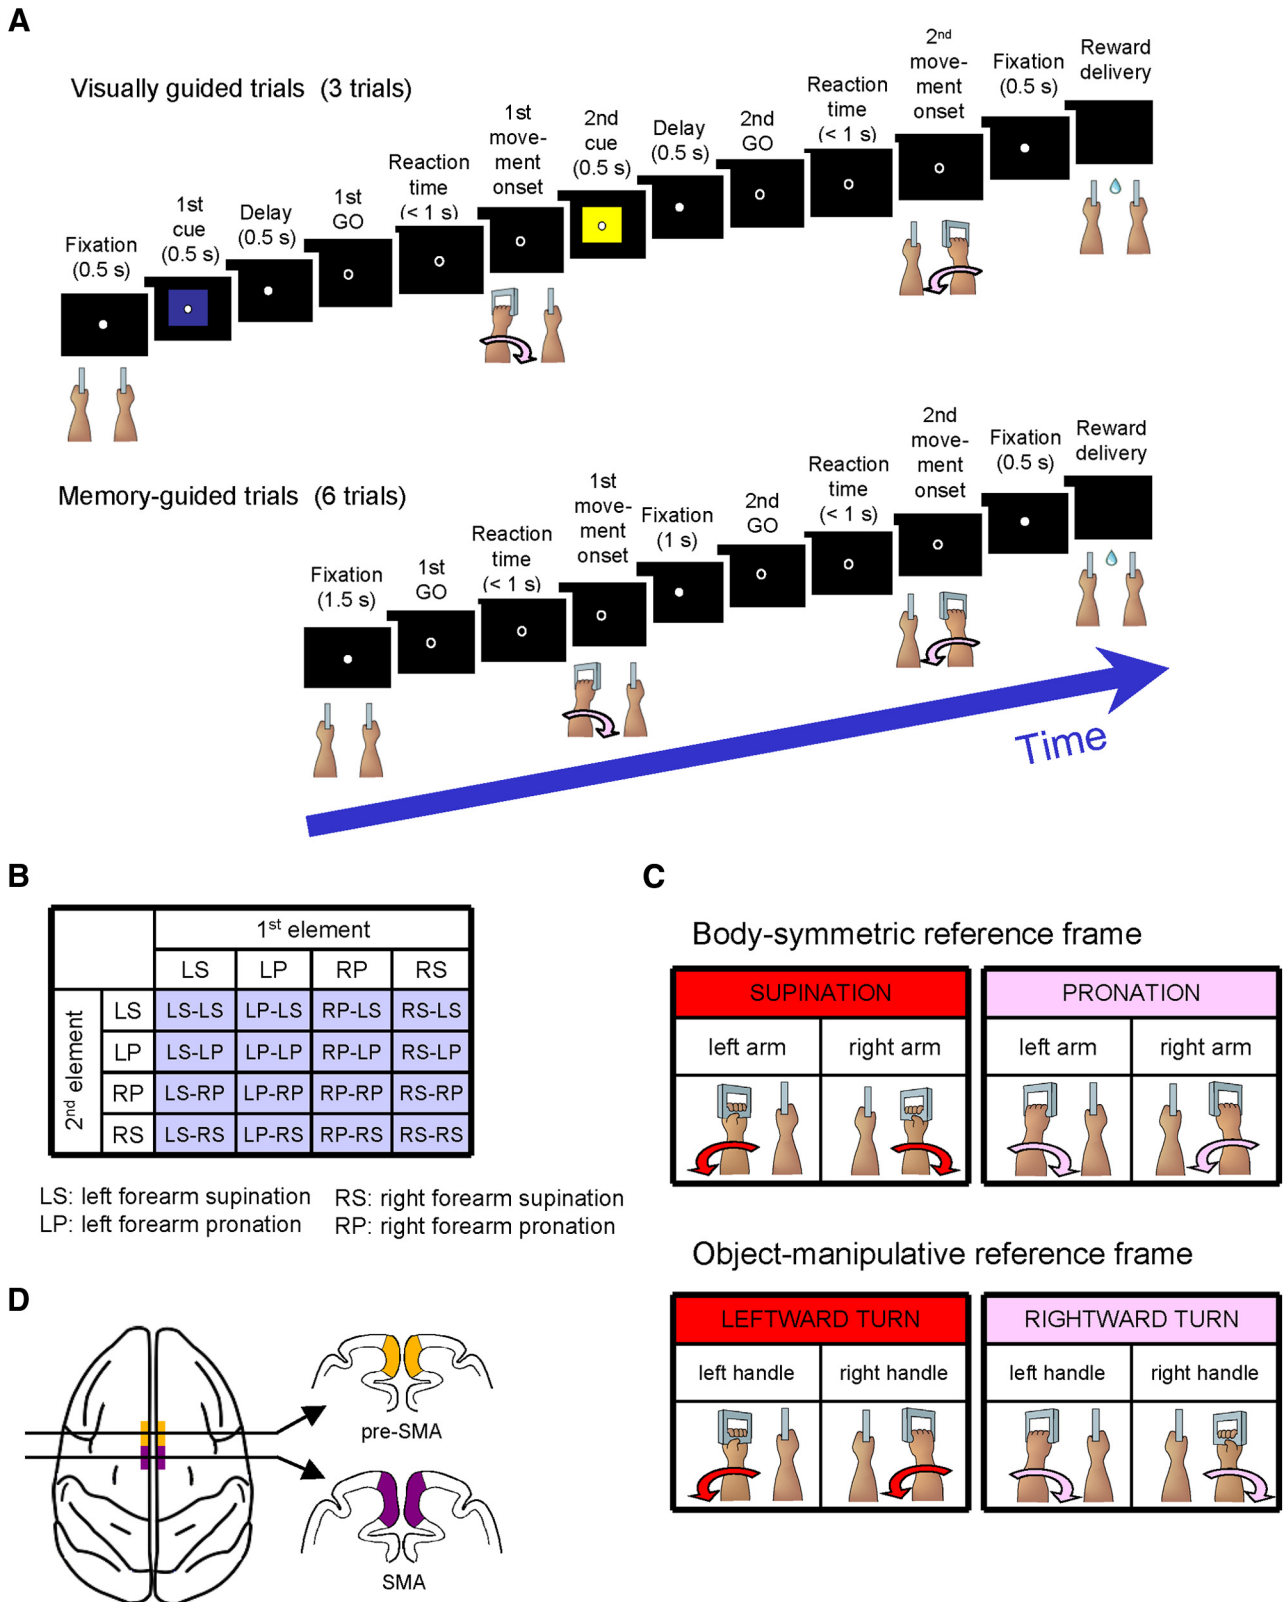 A
Visually guided trials (3 trials)
Fixation
(0.5 s)
1st
cue
(0.5 s)
Delay
(0.5 s)
1st
GO
Reaction
time
(< 1 s)
1st
move-
ment
onset
2nd
cue
(0.5 s)
Delay
(0.5 s)
2nd
GO
Reaction
time
(< 1 s)
2nd
move-
ment
onset
Fixation
(0.5 s)
Reward
delivery
Memory-guided trials (6 trials)
Fixation
(1.5 s)
1st
GO
Reaction
time
(< 1 s)
1st
move-
ment
onset
Fixation
(1 s)
2nd
GO
Reaction
time
(< 1 s)
2nd
move-
ment
onset
Fixation
(0.5 s)
Reward
delivery
Time
B
1st element
LS LP RP RS
2nd element
LS LS-LS LP-LS RP-LS RS-LS
LP LS-LP LP-LP RP-LP RS-LP
RP LS-RP LP-RP RP-RP RS-RP
RS LS-RS LP-RS RP-RS RS-RS
LS: left forearm supination RS: right forearm supination
LP: left forearm pronation RP: right forearm pronation
C
Body-symmetric reference frame
SUPINATION PRONATION
left arm right arm left arm right arm
Object-manipulative reference frame
LEFTWARD TURN RIGHTWARD TURN
left handle right handle left handle right handle
D
pre-SMA
SMA